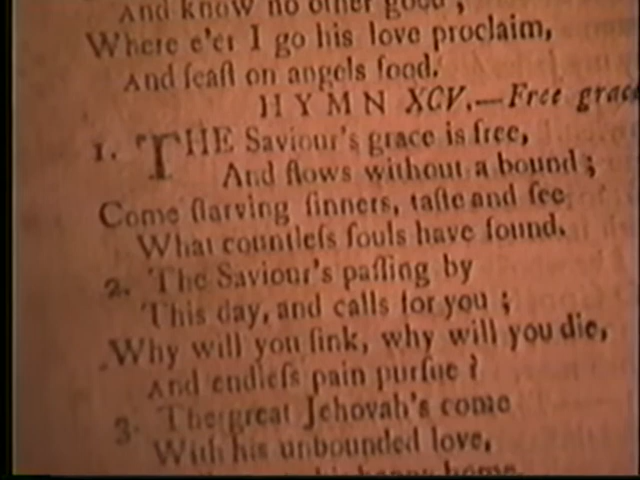 And know no other good ;
Where e'er I go his love proclaim,
And feaſt on angels food.
HYMN XCV.—Free grace
1. THE Saviour's grace is free,
And flows without a bound ;
Come ſtarving ſinners, taſte and ſee
What countleſs ſouls have found.
2. The Saviour's paſſing by
This day, and calls for you ;
Why will you ſink, why will you die,
And endleſs pain purſue ?
3. The great Jehovah's come
With his unbounded love,
happy home.